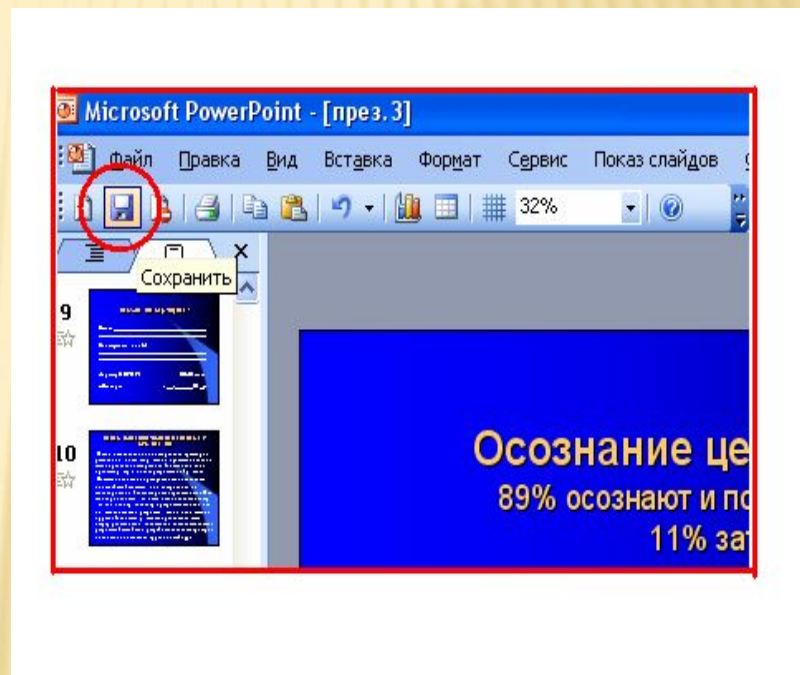 Microsoft PowerPoint - [през.3]
Файл Правка Вид Вставка Формат Сервис Показ слайдов
32%
Сохранить
9
10
Осознание це
89% осознают и по
11% зат